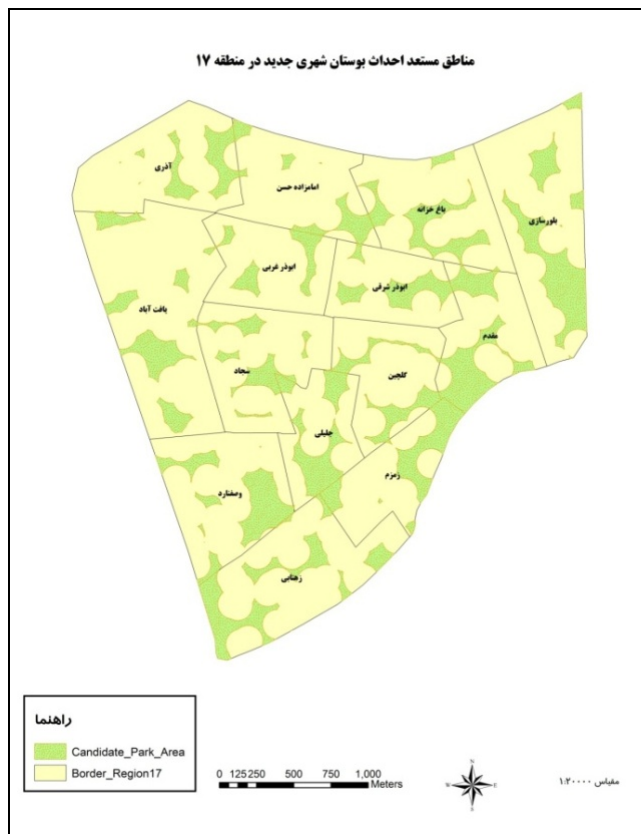 مناطق مستعد احداث بوستان شهری جدید در منطقه ۱۷
آذری
امامزاده حسن
باغ خزانه
بلورسازی
یافت آباد
ابوذر غربی
ابوذر شرقی
مقدم
سجاد
گلچین
جلیلی
زمزم
وصفنارد
زهتابی
راهنما
Candidate_Park_Area
Border_Region17
0 125250 500 750 1,000
Meters
N
W E
S
مقیاس ۱:۲۰۰۰۰